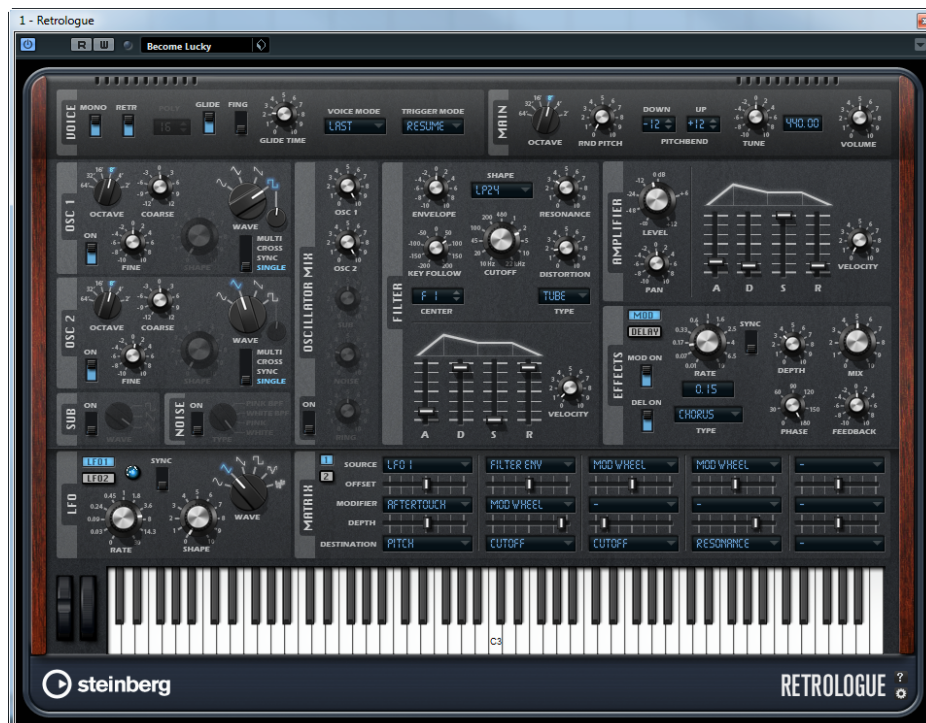 1 - Retrologue
R W Become Lucky
VOICE MONO RETR POLY 16 GLIDE FING GLIDE TIME VOICE MODE LAST TRIGGER MODE RESUME
MAIN OCTAVE RND PITCH DOWN -12 UP +12 PITCHBEND TUNE 440.00 VOLUME
OSC 1 OCTAVE COARSE WAVE
ON FINE SHAPE MULTI
CROSS
SYNC
SINGLE
OSC 2 OCTAVE COARSE WAVE
ON FINE SHAPE MULTI
CROSS
SYNC
SINGLE
SUB ON WAVE
NOISE ON TYPE PINK BPF
WHITE BPF
PINK
WHITE
OSCILLATOR MIX
OSC 1
OSC 2
SUB
NOISE
ON RING
FILTER
SHAPE
LP24
ENVELOPE RESONANCE
KEY FOLLOW CUTOFF DISTORTION
F 1 TUBE
CENTER TYPE
VELOCITY
A D S R
AMPLIFIER
LEVEL
PAN
VELOCITY
A D S R
EFFECTS
MOD
DELAY
SYNC
MOD ON RATE DEPTH MIX
0.15
DEL ON CHORUS
TYPE PHASE FEEDBACK
LFO
LFO1
LFO2
SYNC
WAVE
RATE SHAPE
MATRIX
1
2
SOURCE LFO 1 FILTER ENV MOD WHEEL MOD WHEEL -
OFFSET
MODIFIER AFTERTOUCH MOD WHEEL - - -
DEPTH
DESTINATION PITCH CUTOFF CUTOFF RESONANCE -
C3
steinberg
RETROLOGUE ?